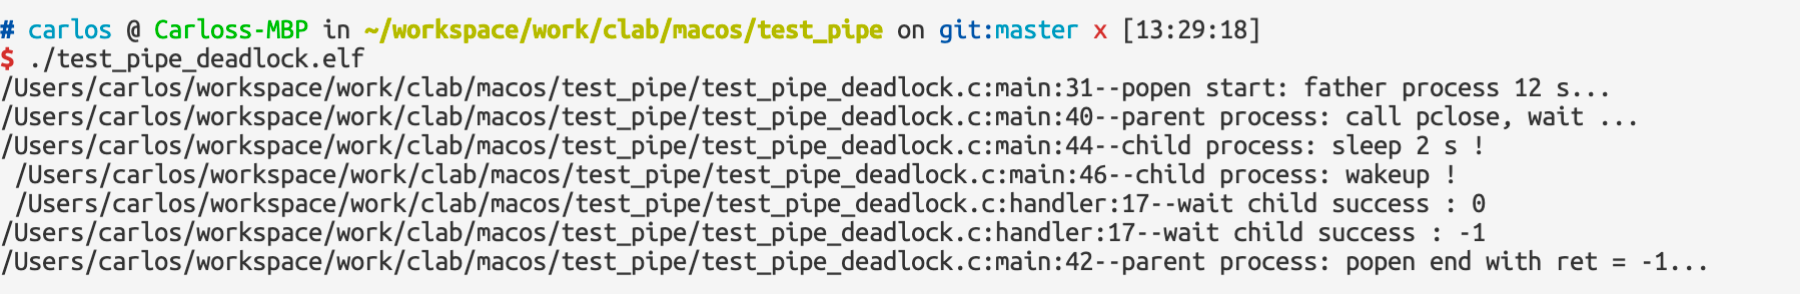 # carlos @ Carloss-MBP in ~/workspace/work/clab/macos/test_pipe on git:master x [13:29:18]
$ ./test_pipe_deadlock.elf
/Users/carlos/workspace/work/clab/macos/test_pipe/test_pipe_deadlock.c:main:31--popen start: father process 12 s...
/Users/carlos/workspace/work/clab/macos/test_pipe/test_pipe_deadlock.c:main:40--parent process: call pclose, wait ...
/Users/carlos/workspace/work/clab/macos/test_pipe/test_pipe_deadlock.c:main:44--child process: sleep 2 s !
 /Users/carlos/workspace/work/clab/macos/test_pipe/test_pipe_deadlock.c:main:46--child process: wakeup !
 /Users/carlos/workspace/work/clab/macos/test_pipe/test_pipe_deadlock.c:handler:17--wait child success : 0
/Users/carlos/workspace/work/clab/macos/test_pipe/test_pipe_deadlock.c:handler:17--wait child success : -1
/Users/carlos/workspace/work/clab/macos/test_pipe/test_pipe_deadlock.c:main:42--parent process: popen end with ret = -1...